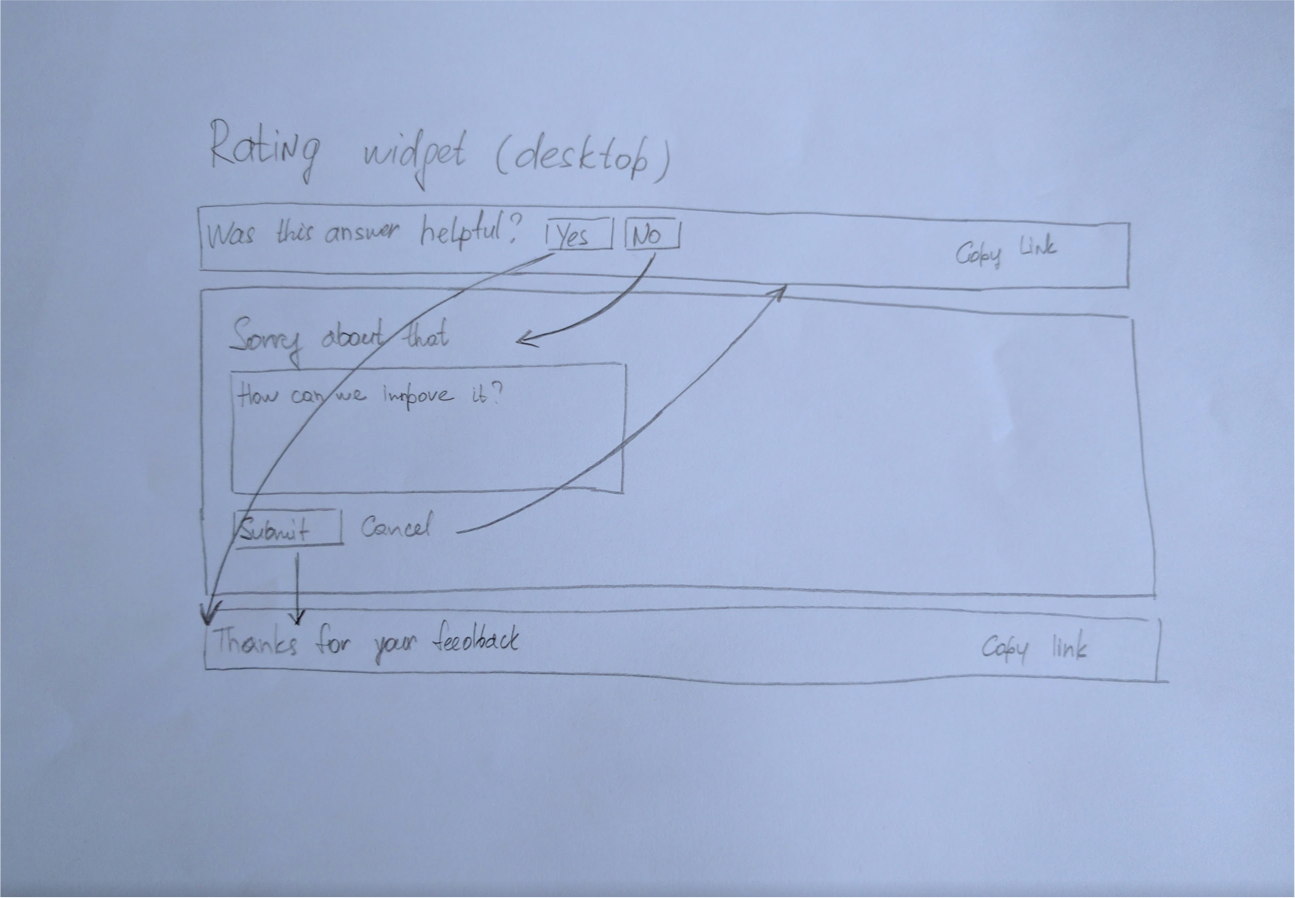 Rating widget (desktop)
Was this answer helpful? Yes No Copy link
Sorry about that
How can we impove it?
Submit Cancel
Thanks for your feedback Copy link